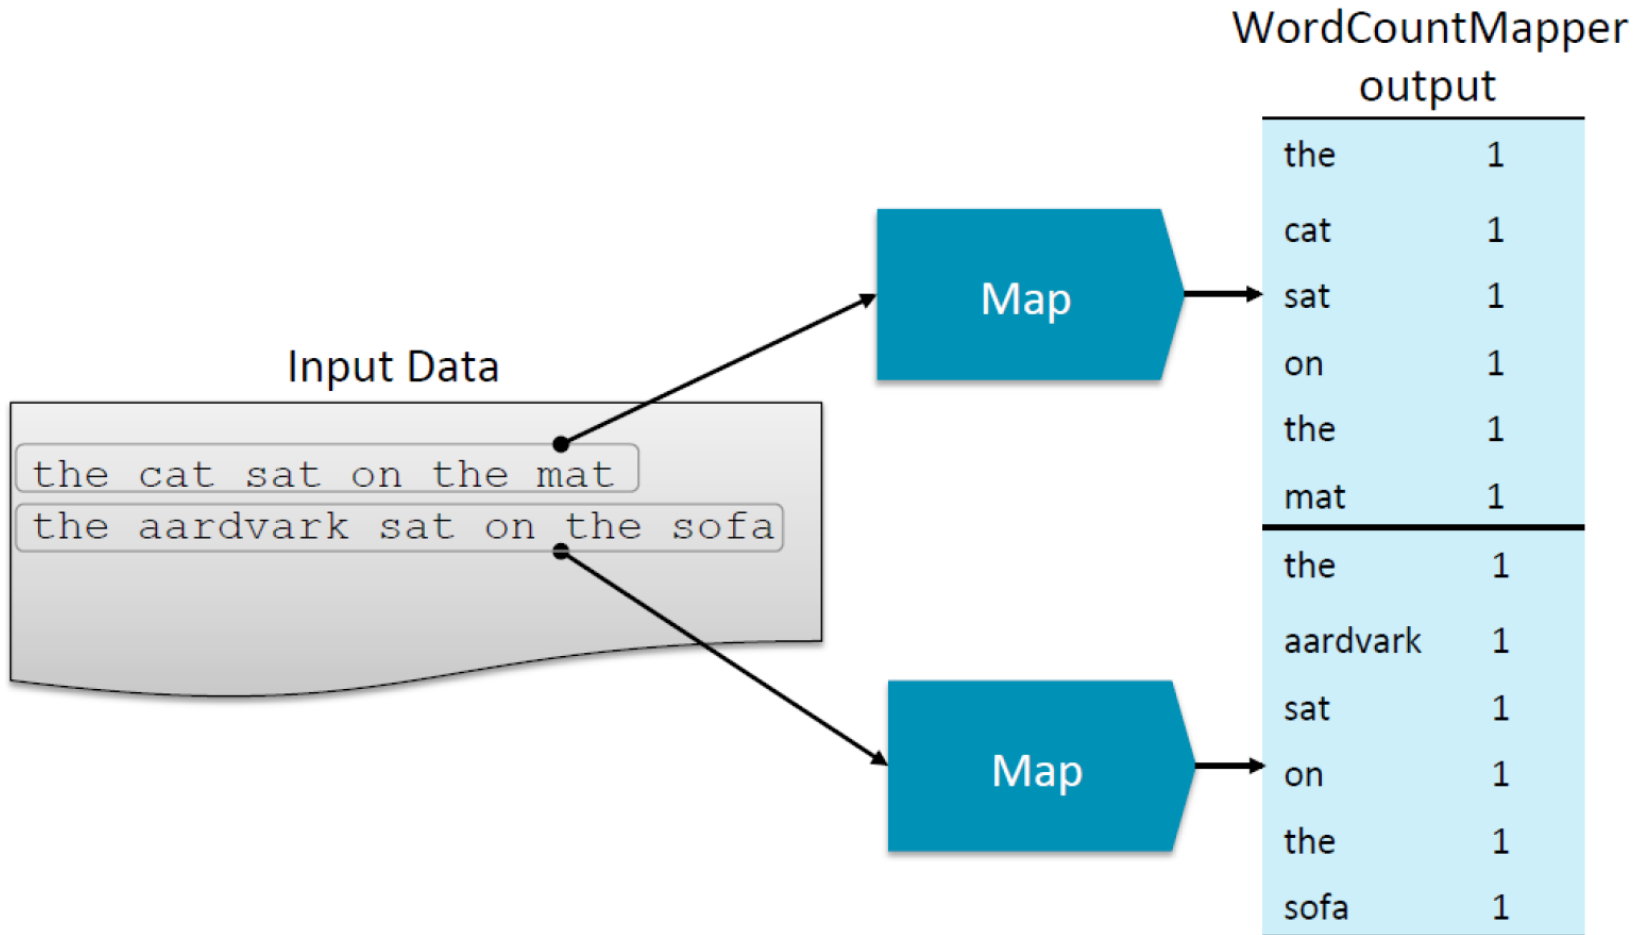 WordCountMapper
output
Input Data
the cat sat on the mat
the aardvark sat on the sofa
Map
Map
the 1
cat 1
sat 1
on 1
the 1
mat 1
the 1
aardvark 1
sat 1
on 1
the 1
sofa 1